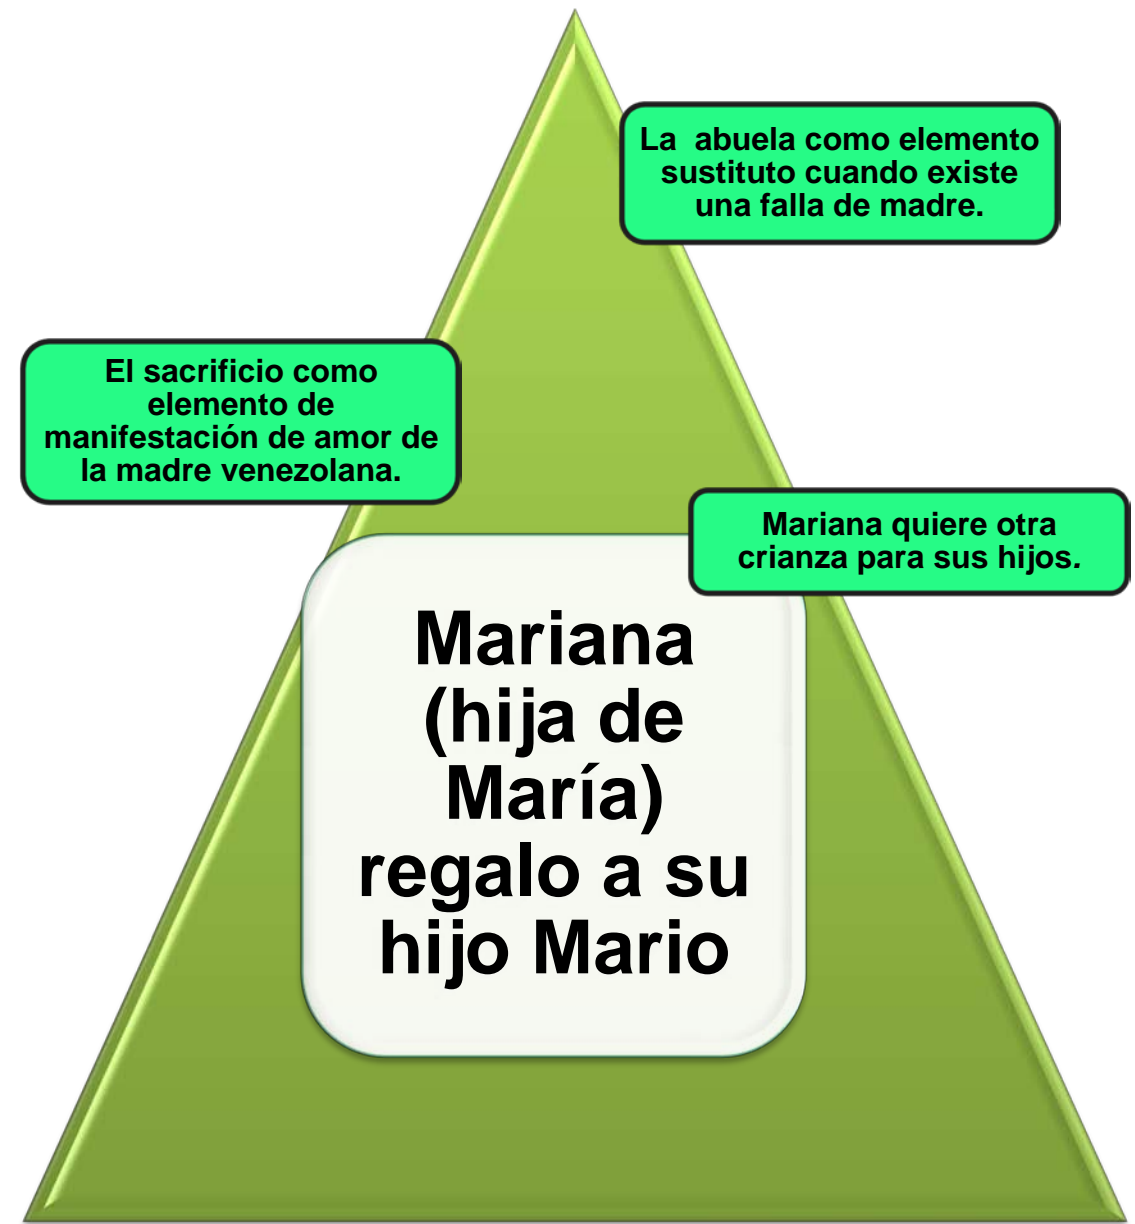 La  abuela como elemento
sustituto cuando existe
una falla de madre.
El sacrificio como
elemento de
manifestación de amor de
la madre venezolana.
Mariana quiere otra
crianza para sus hijos.
Mariana
(hija de
María)
regalo a su
hijo Mario